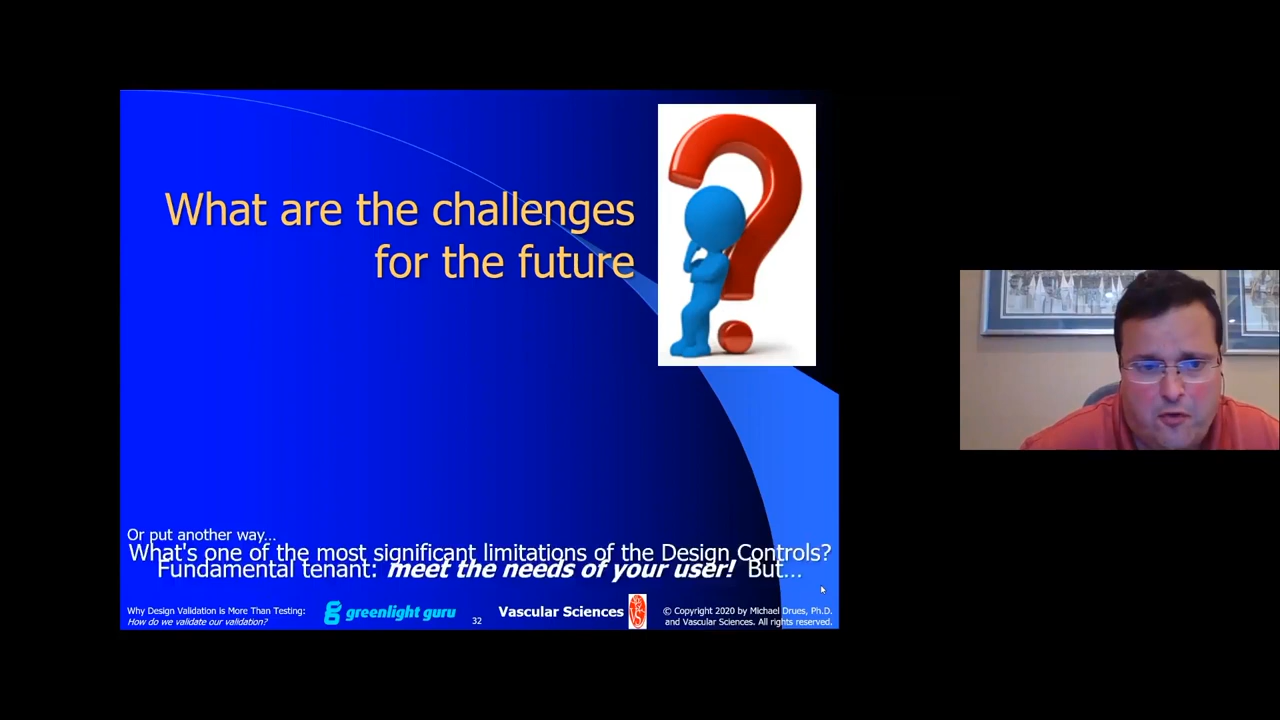 What are the challenges
for the future
Or put another way...
What's one of the most significant limitations of the Design Controls?
Fundamental tenant: meet the needs of your user! But...
Why Design Validation is More Than Testing:
How do we validate our validation?
greenlight guru
32
Vascular Sciences
© Copyright 2020 by Michael Drues, Ph.D.
and Vascular Sciences. All rights reserved.